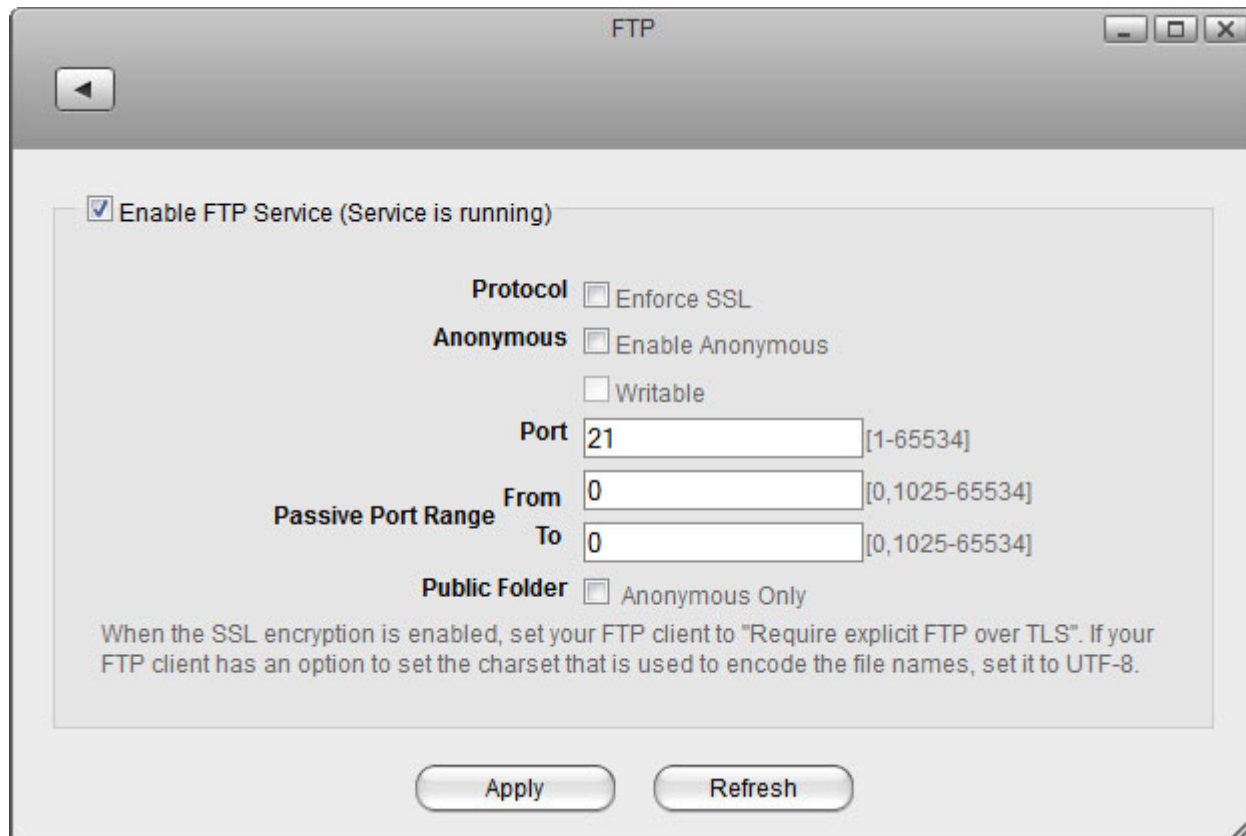 FTP
Enable FTP Service (Service is running)
Protocol Enforce SSL
Anonymous Enable Anonymous
Writable
Port 21 [1-65534]
Passive Port Range From 0 [0,1025-65534]
To 0 [0,1025-65534]
Public Folder Anonymous Only
When the SSL encryption is enabled, set your FTP client to "Require explicit FTP over TLS". If your
FTP client has an option to set the charset that is used to encode the file names, set it to UTF-8.
Apply Refresh